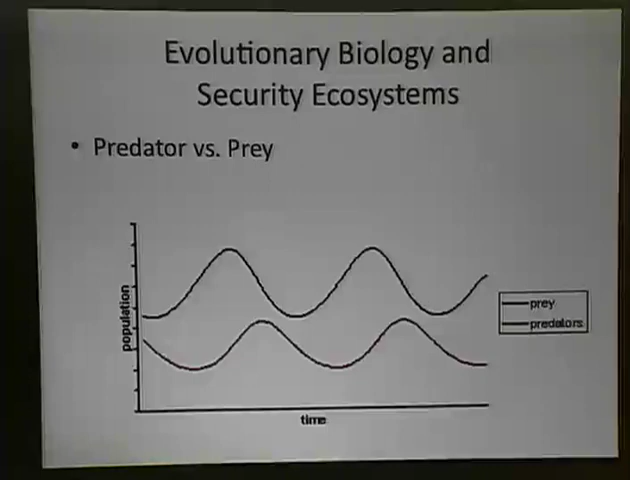 Evolutionary Biology and
Security Ecosystems
• Predator vs. Prey
population
prey
predators
time